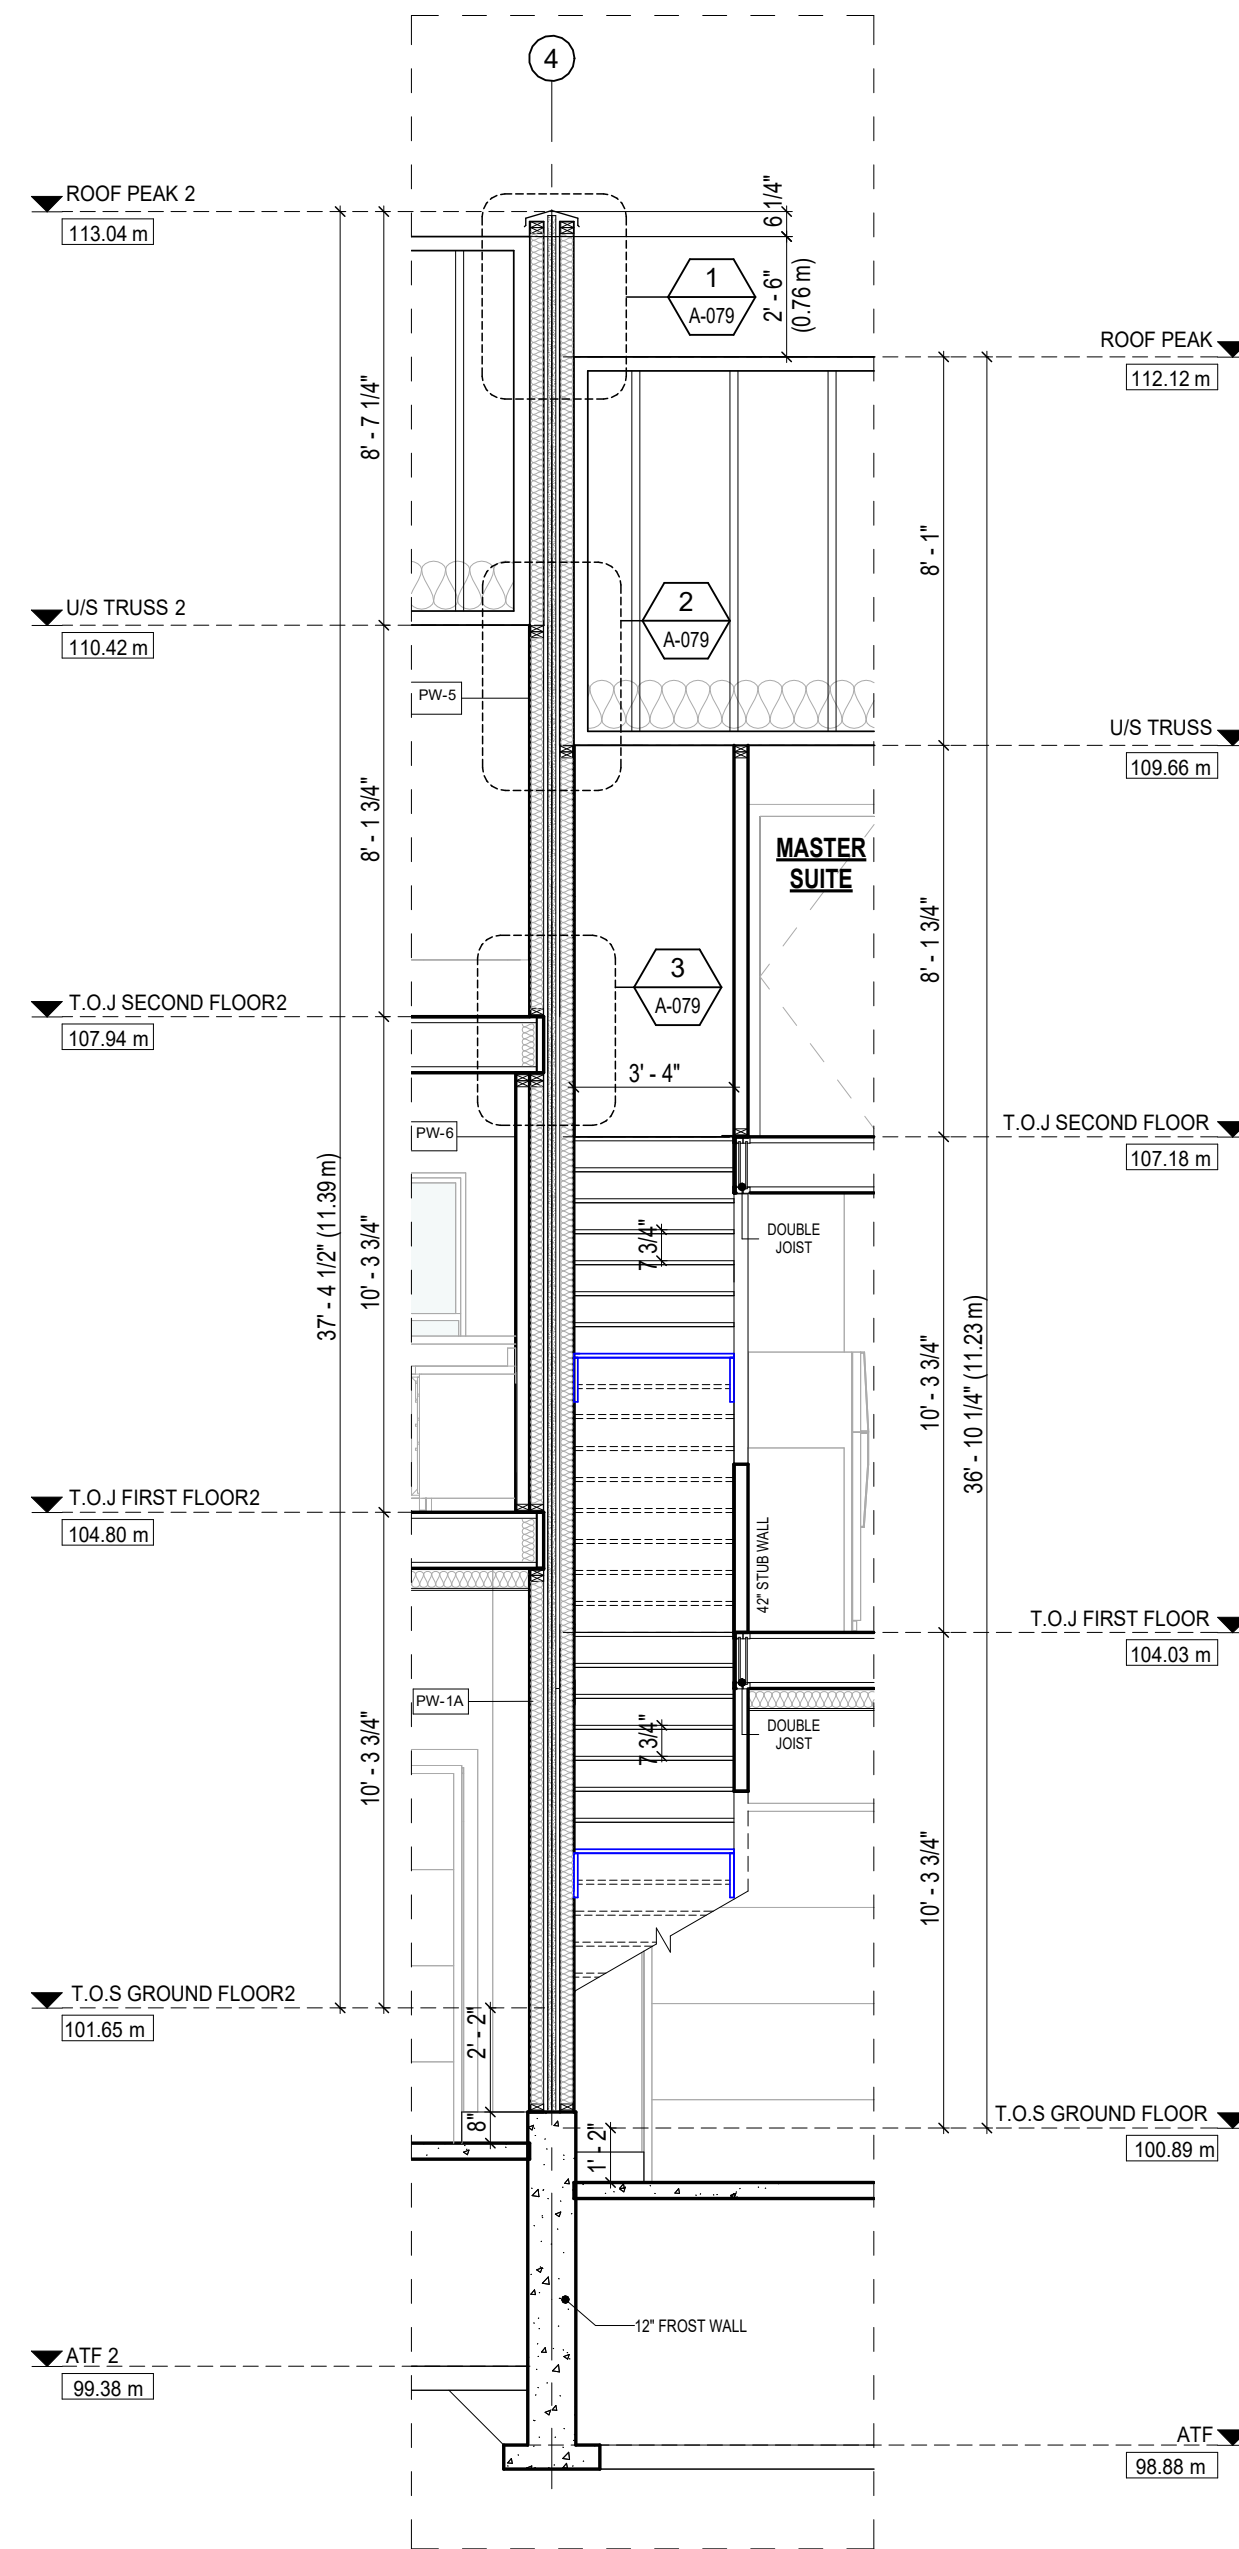 4
ROOF PEAK 2
113.04 m
6 1/4"
2' - 6"
(0.76 m)
1
A-079
ROOF PEAK
112.12 m
8' - 7 1/4"
8' - 1"
U/S TRUSS 2
110.42 m
2
A-079
PW-5
U/S TRUSS
109.66 m
8' - 1 3/4"
MASTER
SUITE
8' - 1 3/4"
3
A-079
T.O.J SECOND FLOOR2
107.94 m
3' - 4"
PW-6
T.O.J SECOND FLOOR
107.18 m
37' - 4 1/2" (11.39 m)
10' - 3 3/4"
7 3/4"
DOUBLE
JOIST
10' - 3 3/4"
36' - 10 1/4" (11.23 m)
T.O.J FIRST FLOOR2
104.80 m
42" STUB WALL
T.O.J FIRST FLOOR
104.03 m
PW-1A
10' - 3 3/4"
7 3/4"
DOUBLE
JOIST
10' - 3 3/4"
T.O.S GROUND FLOOR2
101.65 m
2' - 2"
8"
1' - 2"
T.O.S GROUND FLOOR
100.89 m
12" FROST WALL
ATF 2
99.38 m
ATF
98.88 m